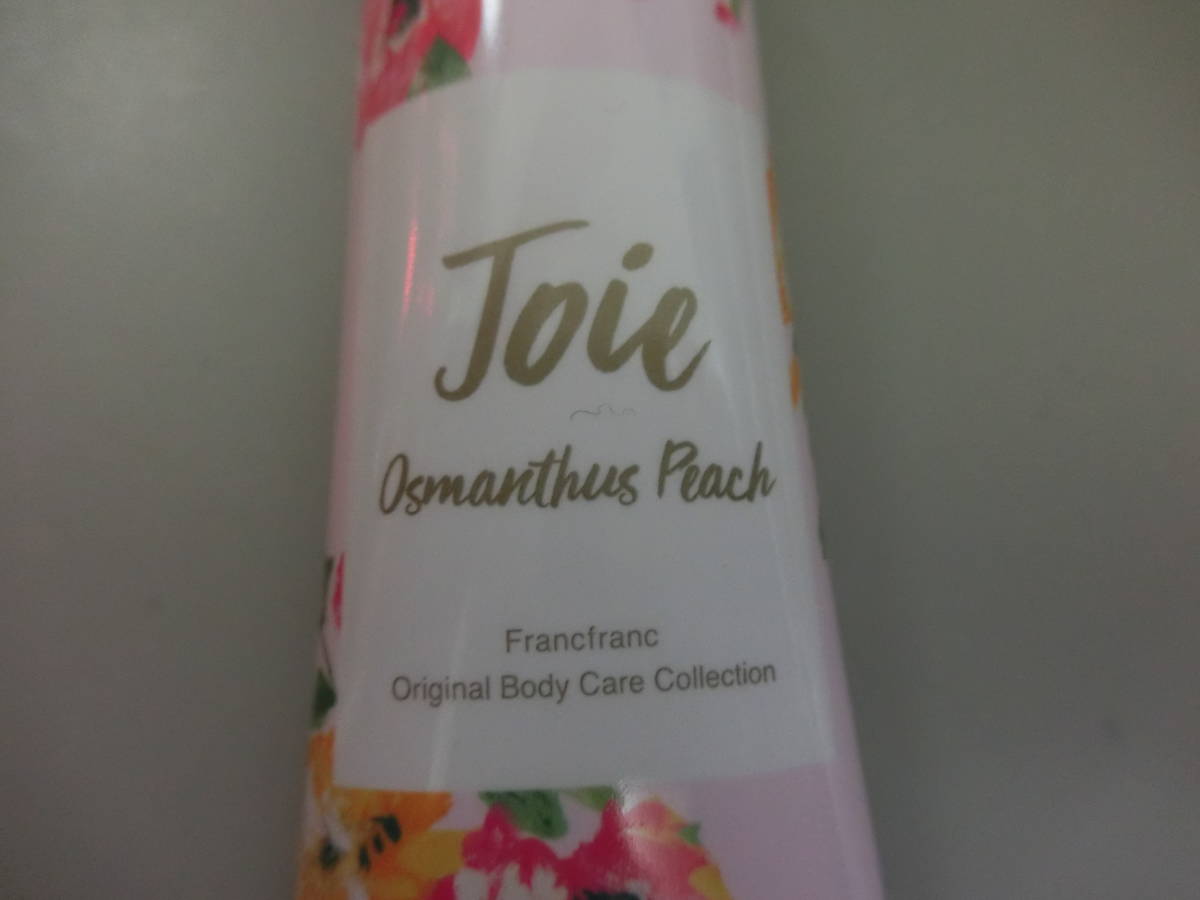 Joie
Osmanthus Peach
Francfranc
Original Body Care Collection